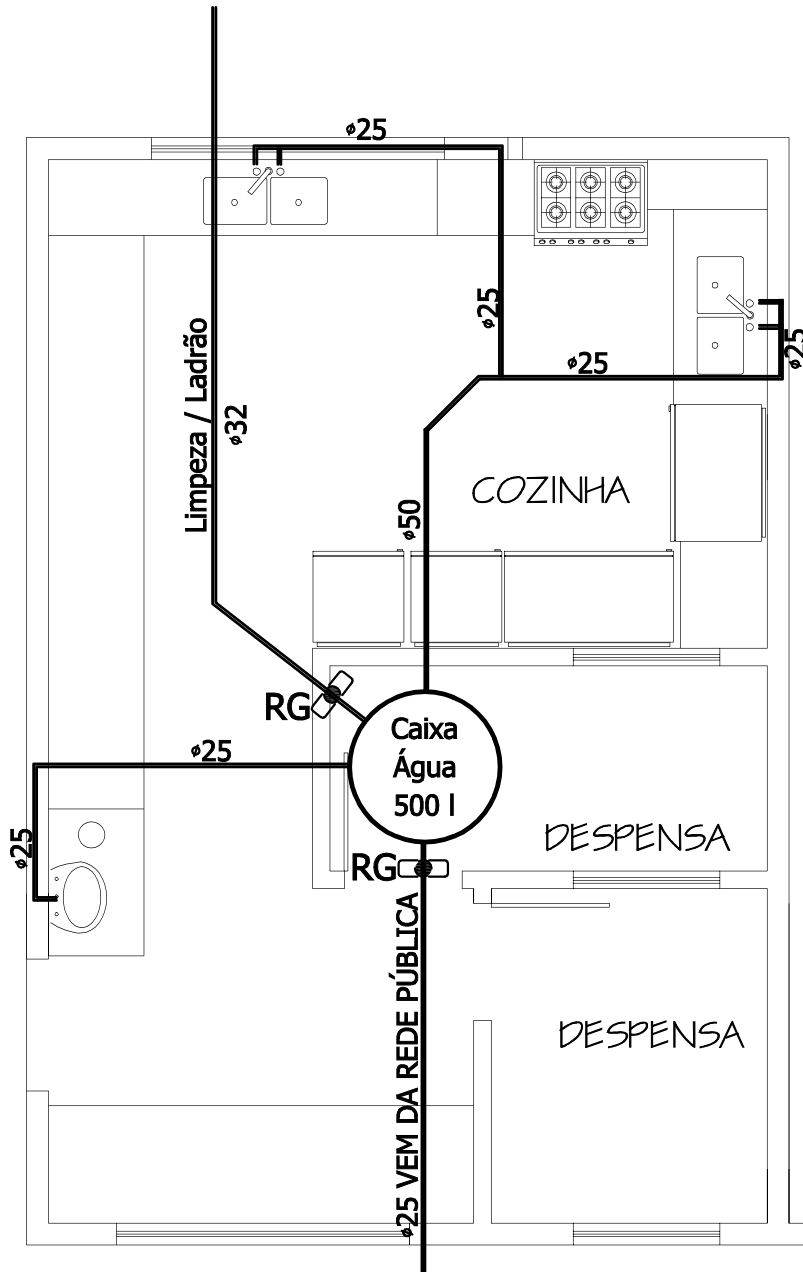 ø25
ø25
ø25
ø25
Limpeza / Ladrão
ø32
COZINHA
ø50
RG
Caixa
Água
500 l
ø25
ø25
DESPENSA
RG
ø25 VEM DA REDE PÚBLICA
DESPENSA